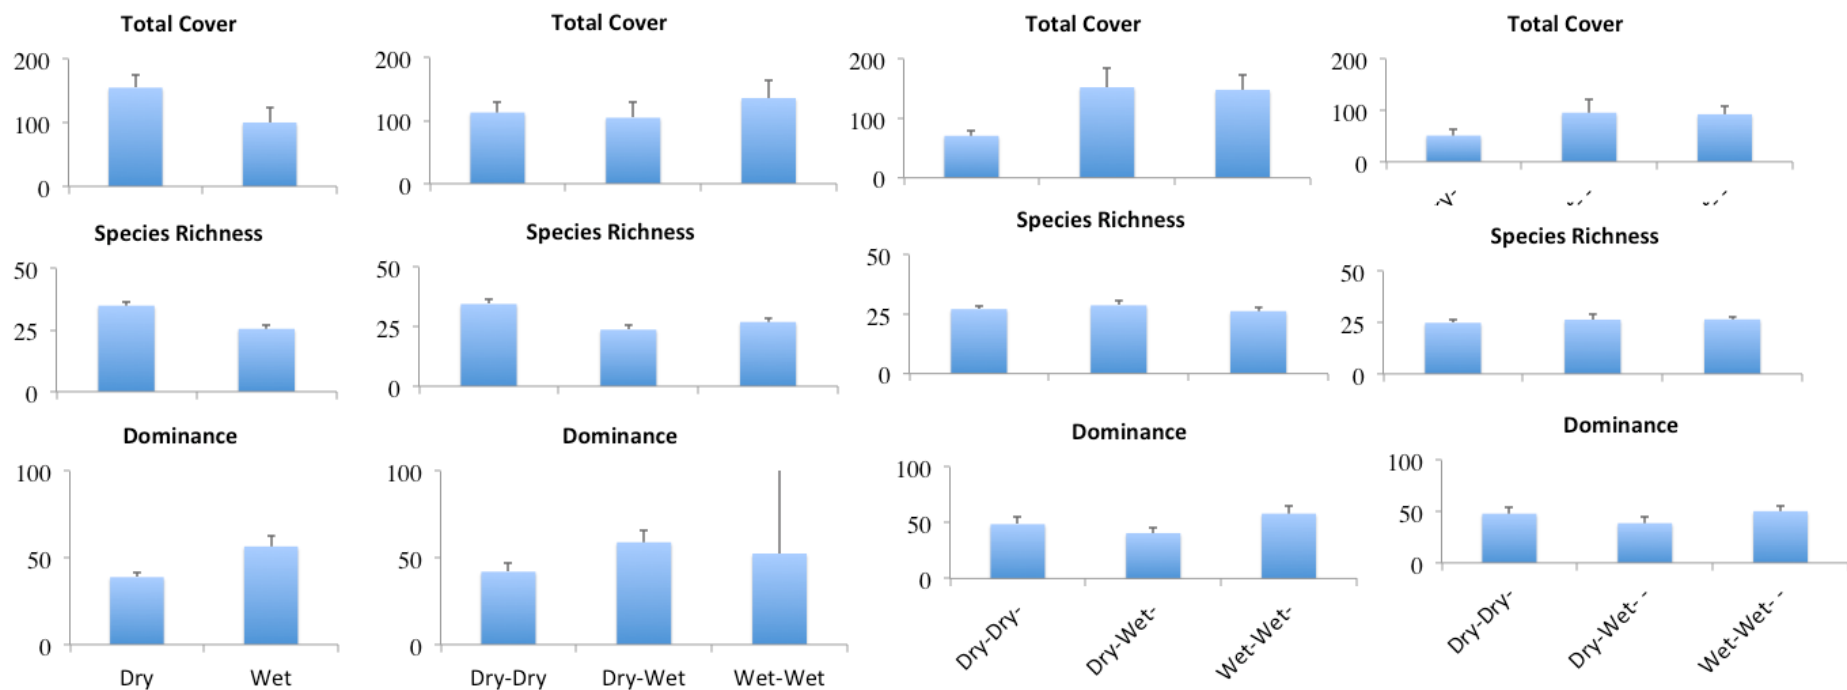 Total Cover
200
100
0
Species Richness
50
25
0
Dominance
100
50
0
Dry Wet
Total Cover
200
100
0
Species Richness
50
25
0
Dominance
100
50
0
Dry-Dry Dry-Wet Wet-Wet
Total Cover
200
100
0
Species Richness
50
25
0
Dominance
100
50
0
Dry-Dry- Dry-Wet- Wet-Wet-
Total Cover
200
100
0
Species Richness
50
25
0
Dominance
100
50
0
Dry-Dry- Dry-Wet- - Wet-Wet- -